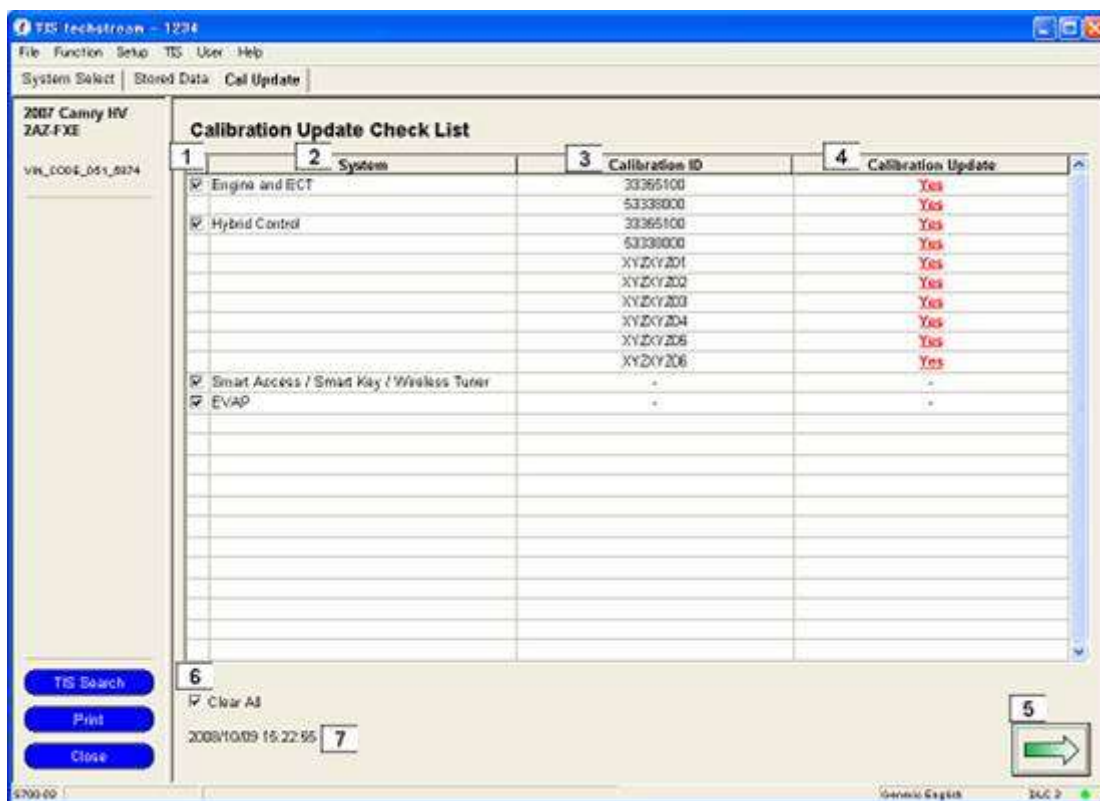 TIS techstream - 1234
File Function Setup TIS User Help
System Select Stored Data Cal Update
2007 Camry HV
2AZ-FXE
Calibration Update Check List
1 2 System 3 Calibration ID 4 Calibration Update
Engine and ECT 33365100 Yes
53338000 Yes
Hybrid Control 33365100 Yes
53338000 Yes
XYZXYZ01 Yes
XYZXYZ02 Yes
XYZXYZ03 Yes
XYZXYZ04 Yes
XYZXYZ05 Yes
XYZXYZ06 Yes
Smart Access / Smart Key / Wireless Tuner - -
EVAP - -
TIS Search
Print
Close
6
Clear All
2008/10/09 15:22:55 7
5
Generic English